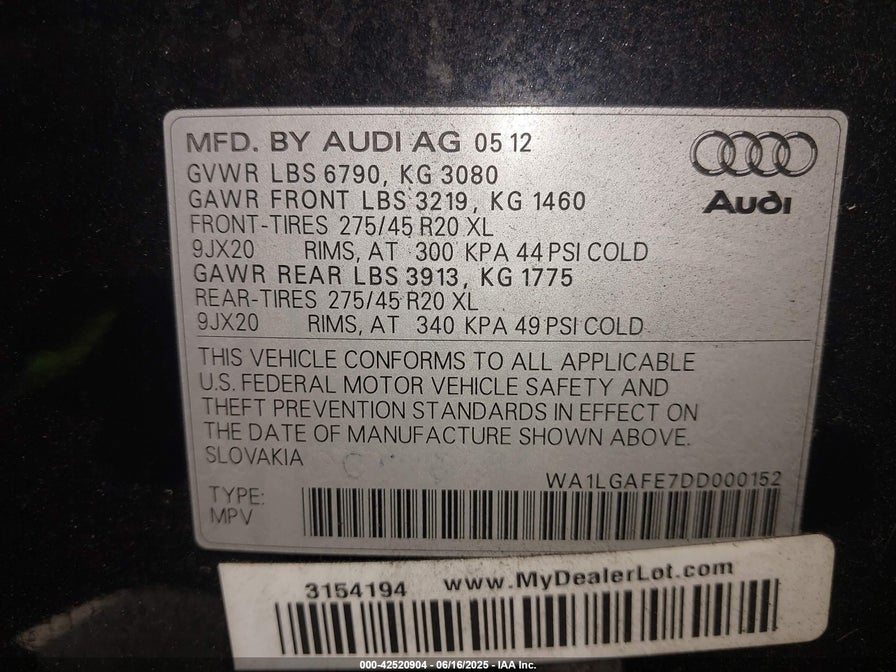 MFD. BY AUDI AG 05 12
GVWR LBS 6790, KG 3080
GAWR FRONT LBS 3219, KG 1460
FRONT-TIRES 275/45 R20 XL
9JX20 RIMS, AT 300 KPA 44 PSI COLD
GAWR REAR LBS 3913, KG 1775
REAR-TIRES 275/45 R20 XL
9JX20 RIMS, AT 340 KPA 49 PSI COLD
Audi
THIS VEHICLE CONFORMS TO ALL APPLICABLE
U.S. FEDERAL MOTOR VEHICLE SAFETY AND
THEFT PREVENTION STANDARDS IN EFFECT ON
THE DATE OF MANUFACTURE SHOWN ABOVE.
SLOVAKIA
WA1LGAFE7DD000152
TYPE:
MPV
3154194 www.MyDealerLot.com
000-42520904 - 06/16/2025 - IAA Inc.